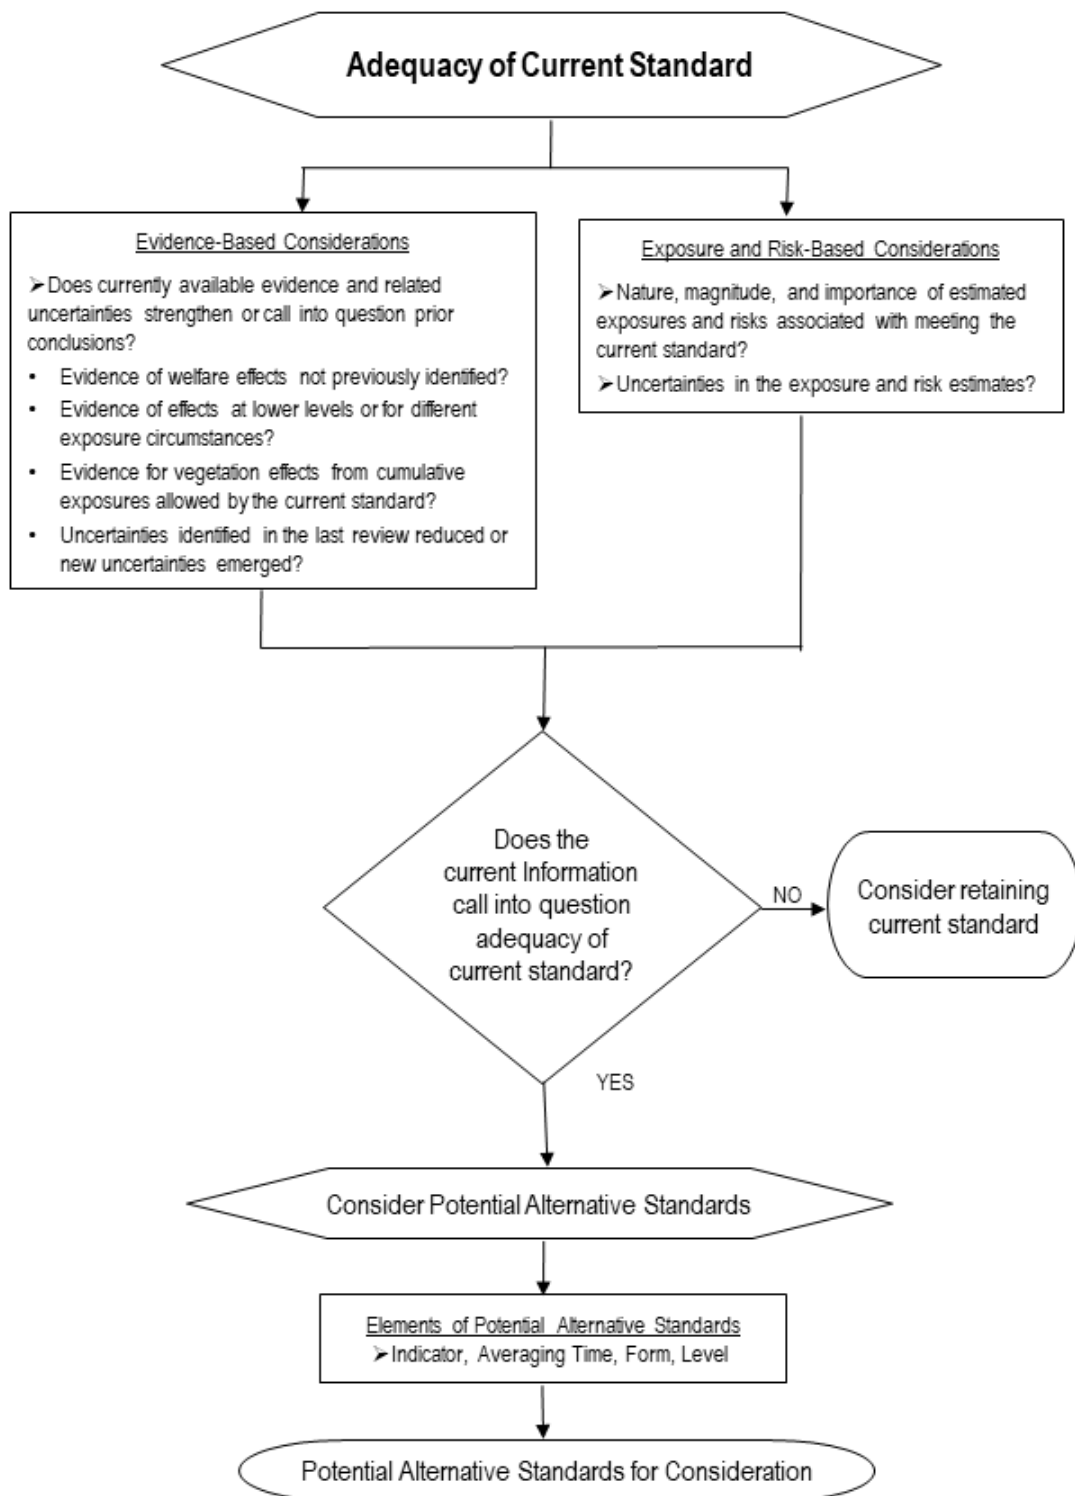 Adequacy of Current Standard
Evidence-Based Considerations
➢Does currently available evidence and related
uncertainties strengthen or call into question prior
conclusions?
• Evidence of welfare effects not previously identified?
• Evidence of effects at lower levels or for different
exposure circumstances?
• Evidence for vegetation effects from cumulative
exposures allowed by the current standard?
• Uncertainties identified in the last review reduced or
new uncertainties emerged?
Exposure and Risk-Based Considerations
➢Nature, magnitude, and importance of estimated
exposures and risks associated with meeting the
current standard?
➢Uncertainties in the exposure and risk estimates?
Does the
current Information
call into question
adequacy of
current standard?
NO
Consider retaining
current standard
YES
Consider Potential Alternative Standards
Elements of Potential Alternative Standards
➢Indicator, Averaging Time, Form, Level
Potential Alternative Standards for Consideration